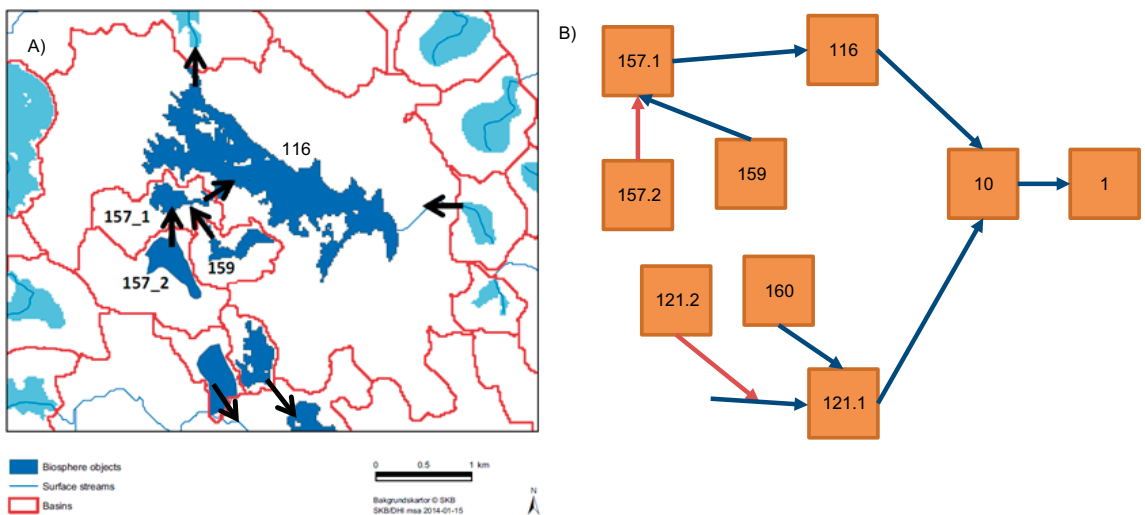 A)
116
157_1
159
157_2
Biosphere objects
Surface streams
Basins
0 0.5 1 km
Bakgrundskartor © SKB
SKB/DHI msa 2014-01-15
N
B)
157.1
116
157.2
159
10
1
121.2
160
121.1